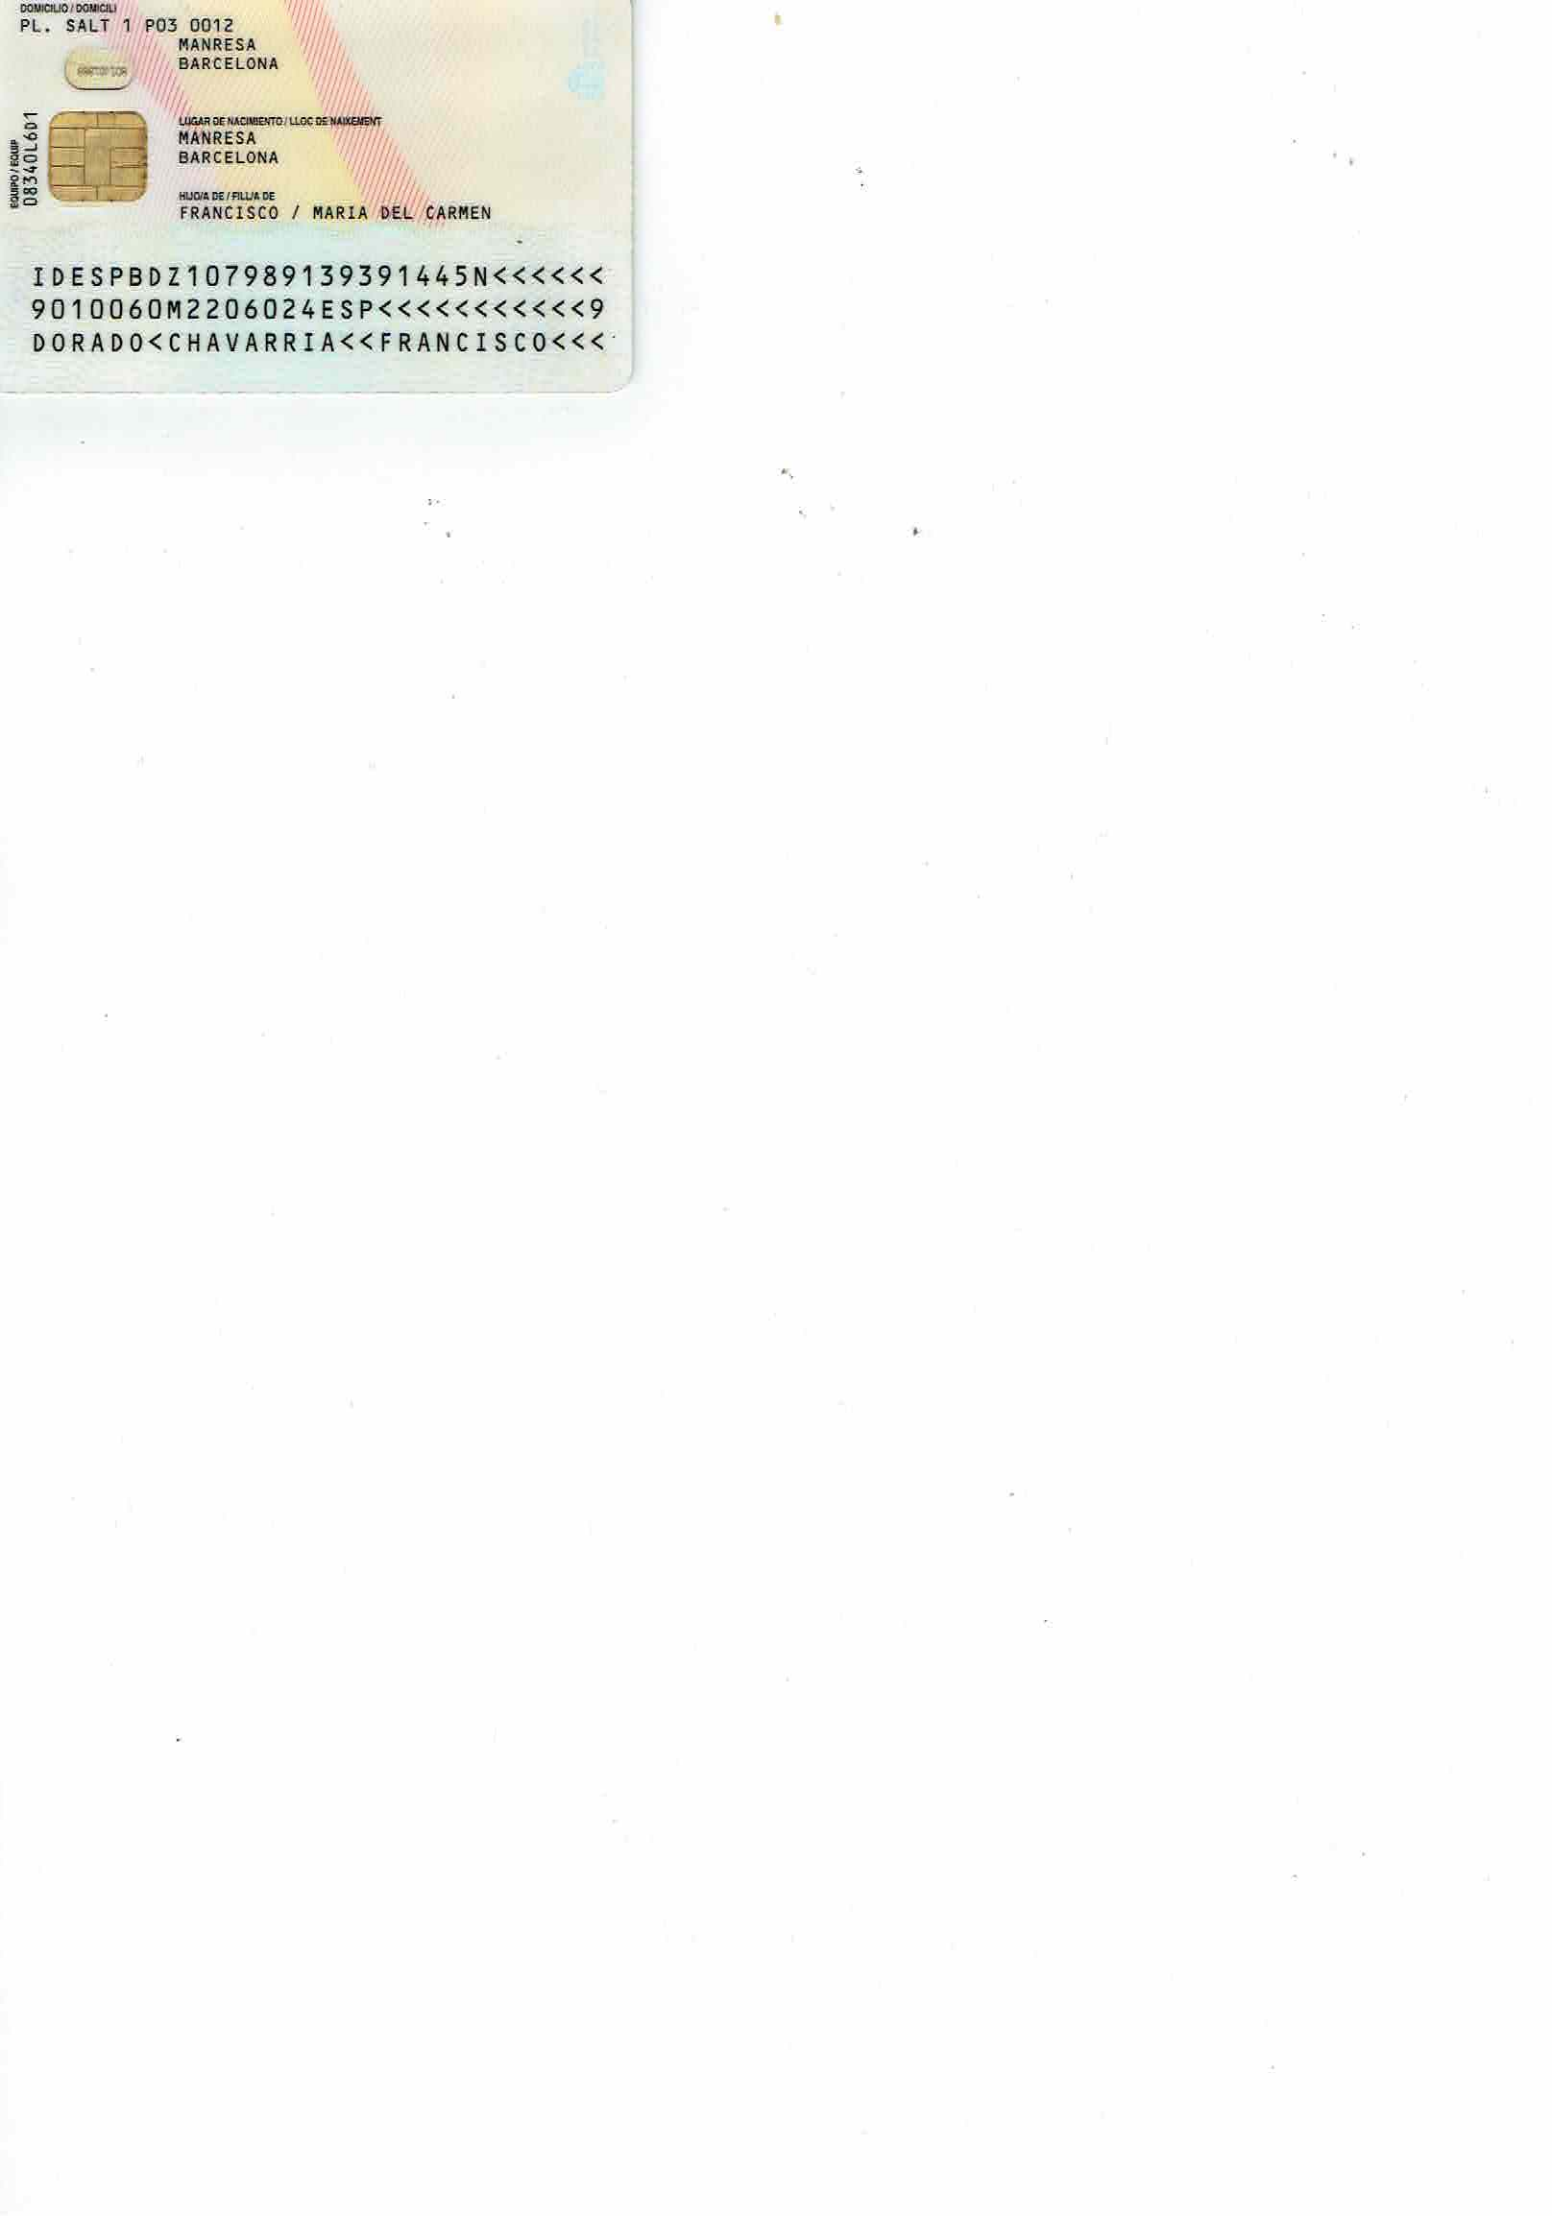 DOMICILIO / DOMICILI
PL. SALT 1 P03 0012
MANRESA
BARCELONA
LUGAR DE NACIMIENTO / LLOC DE NAIXEMENT
MANRESA
BARCELONA
HIJO/A DE / FILL/A DE
FRANCISCO / MARIA DEL CARMEN
EQUIPO / EQUIP
08340L6D1
IDESPBDZ107989139391445N<<<<<<
9010060M2206024ESP<<<<<<<<<<<9
DORADO<CHAVARRIA<<FRANCISCO<<<